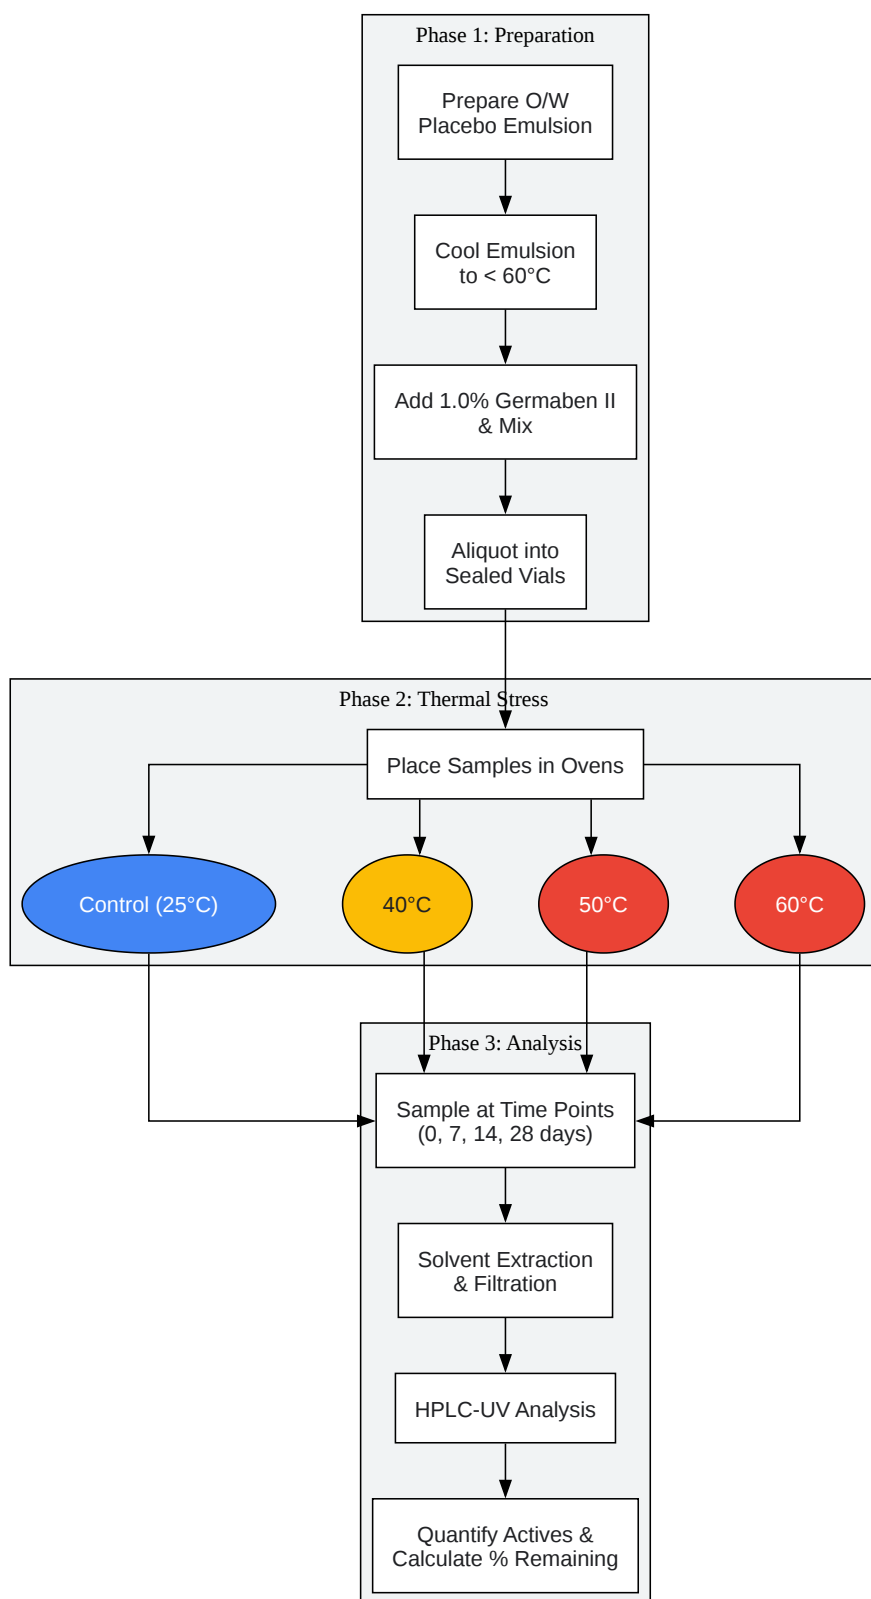 Phase 1: Preparation
Prepare O/W
Placebo Emulsion
Cool Emulsion
to < 60°C
Add 1.0% Germaben II
& Mix
Aliquot into
Sealed Vials
Phase 2: Thermal Stress
Place Samples in Ovens
Control (25°C)
40°C
50°C
60°C
Phase 3: Analysis
Sample at Time Points
(0, 7, 14, 28 days)
Solvent Extraction
& Filtration
HPLC-UV Analysis
Quantify Actives &
Calculate % Remaining